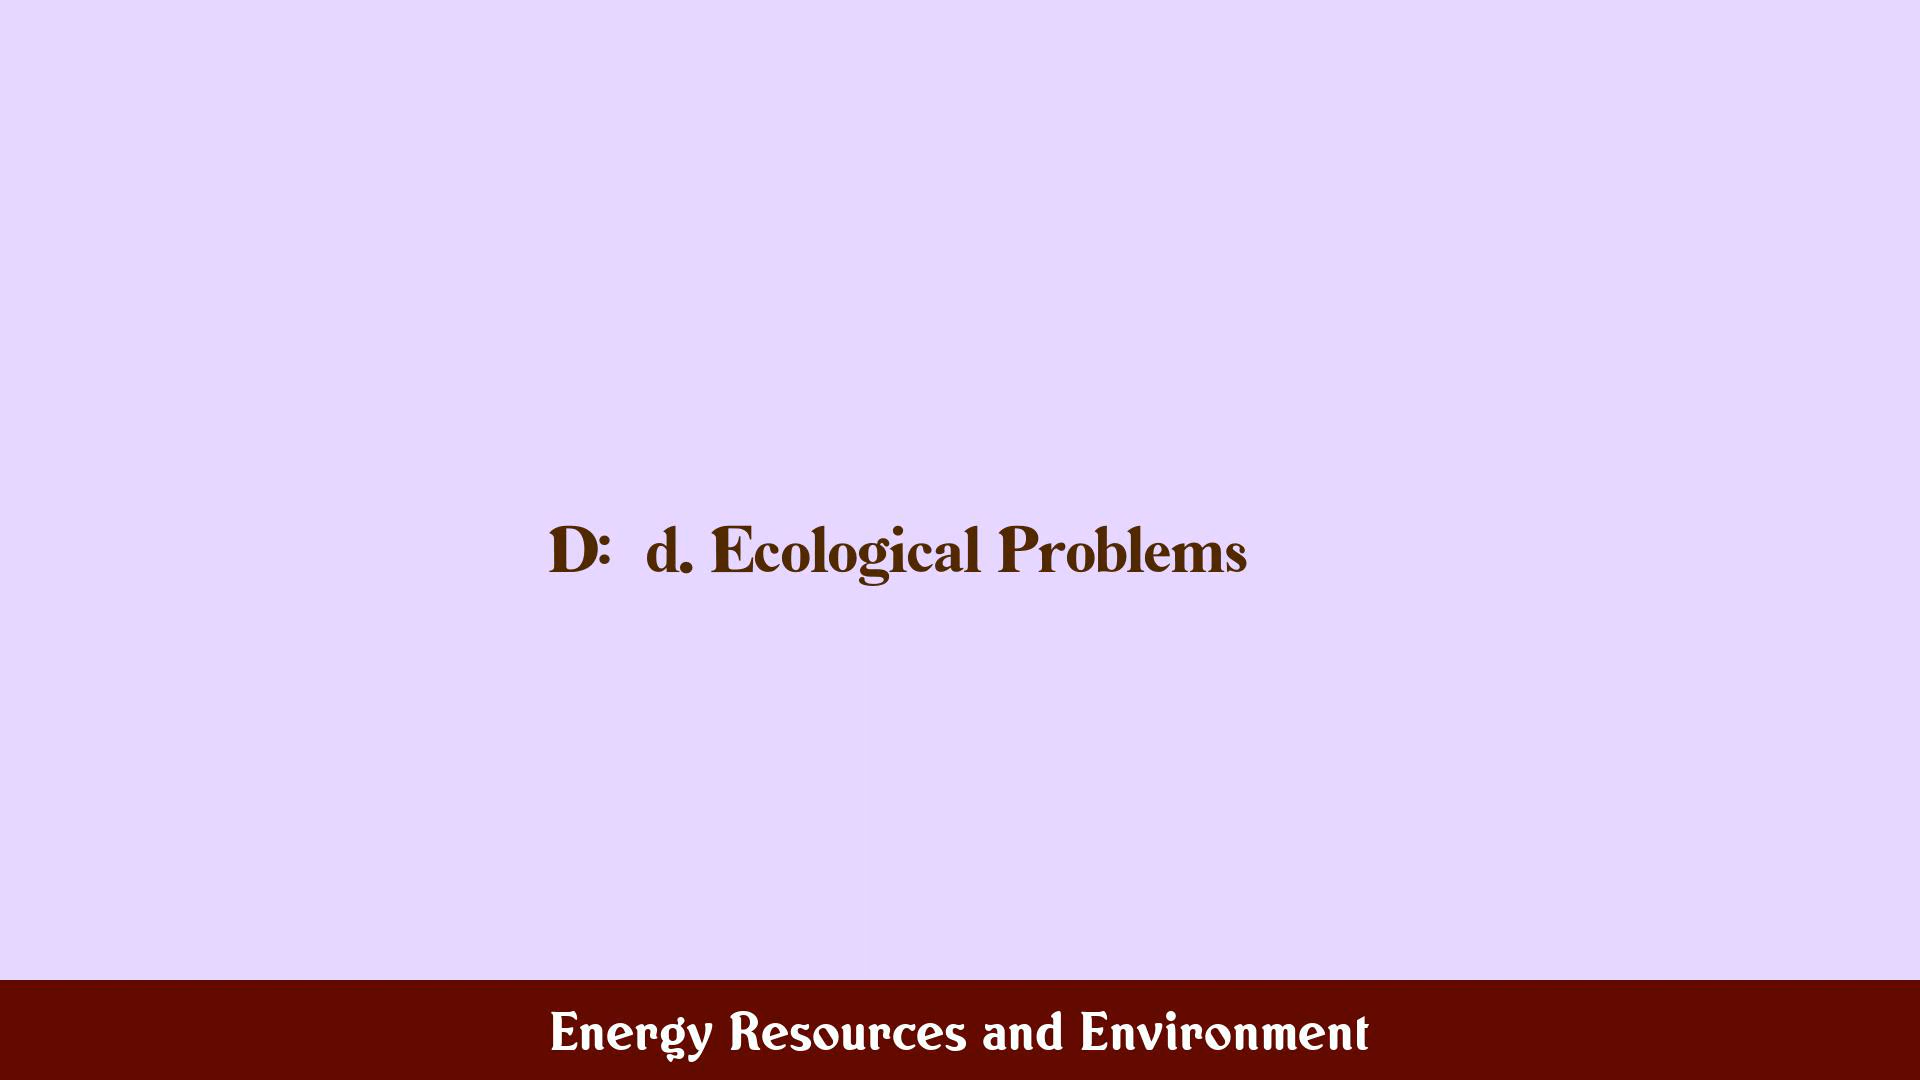 D: d. Ecological Problems
Energy Resources and Environment